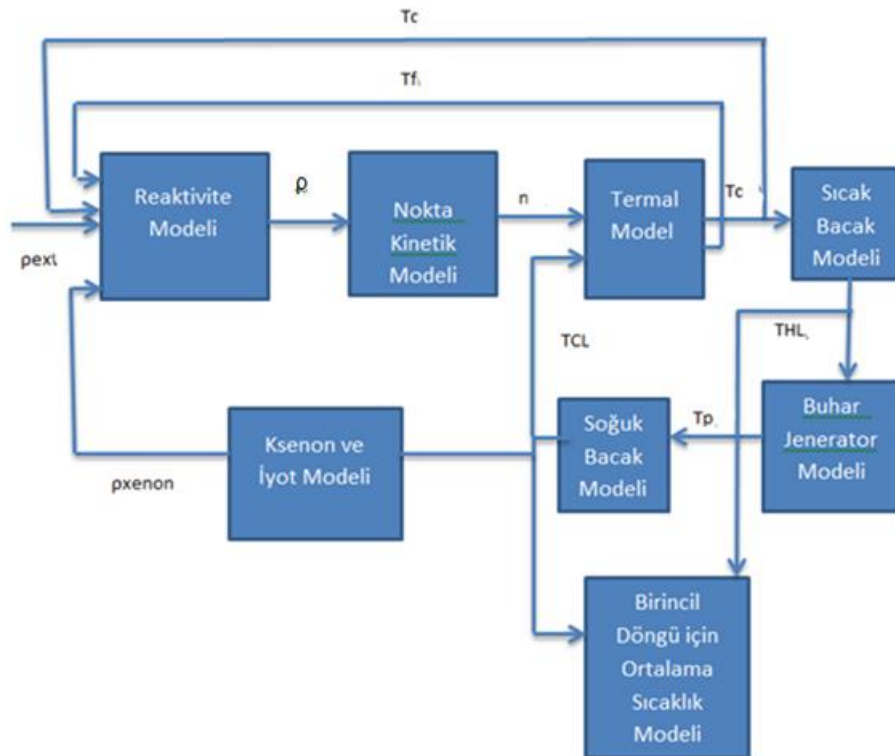 Tc
Tf
Reaktivite
Modeli
ρ
Nokta
Kinetik
Modeli
n
Termal
Model
Tc
Sıcak
Bacak
Modeli
ρext
TCL
THL
Ksenon ve
İyot Modeli
ρxenon
Soğuk
Bacak
Modeli
Tp
Buhar
Jenerator
Modeli
Birincil
Döngü için
Ortalama
Sıcaklık
Modeli